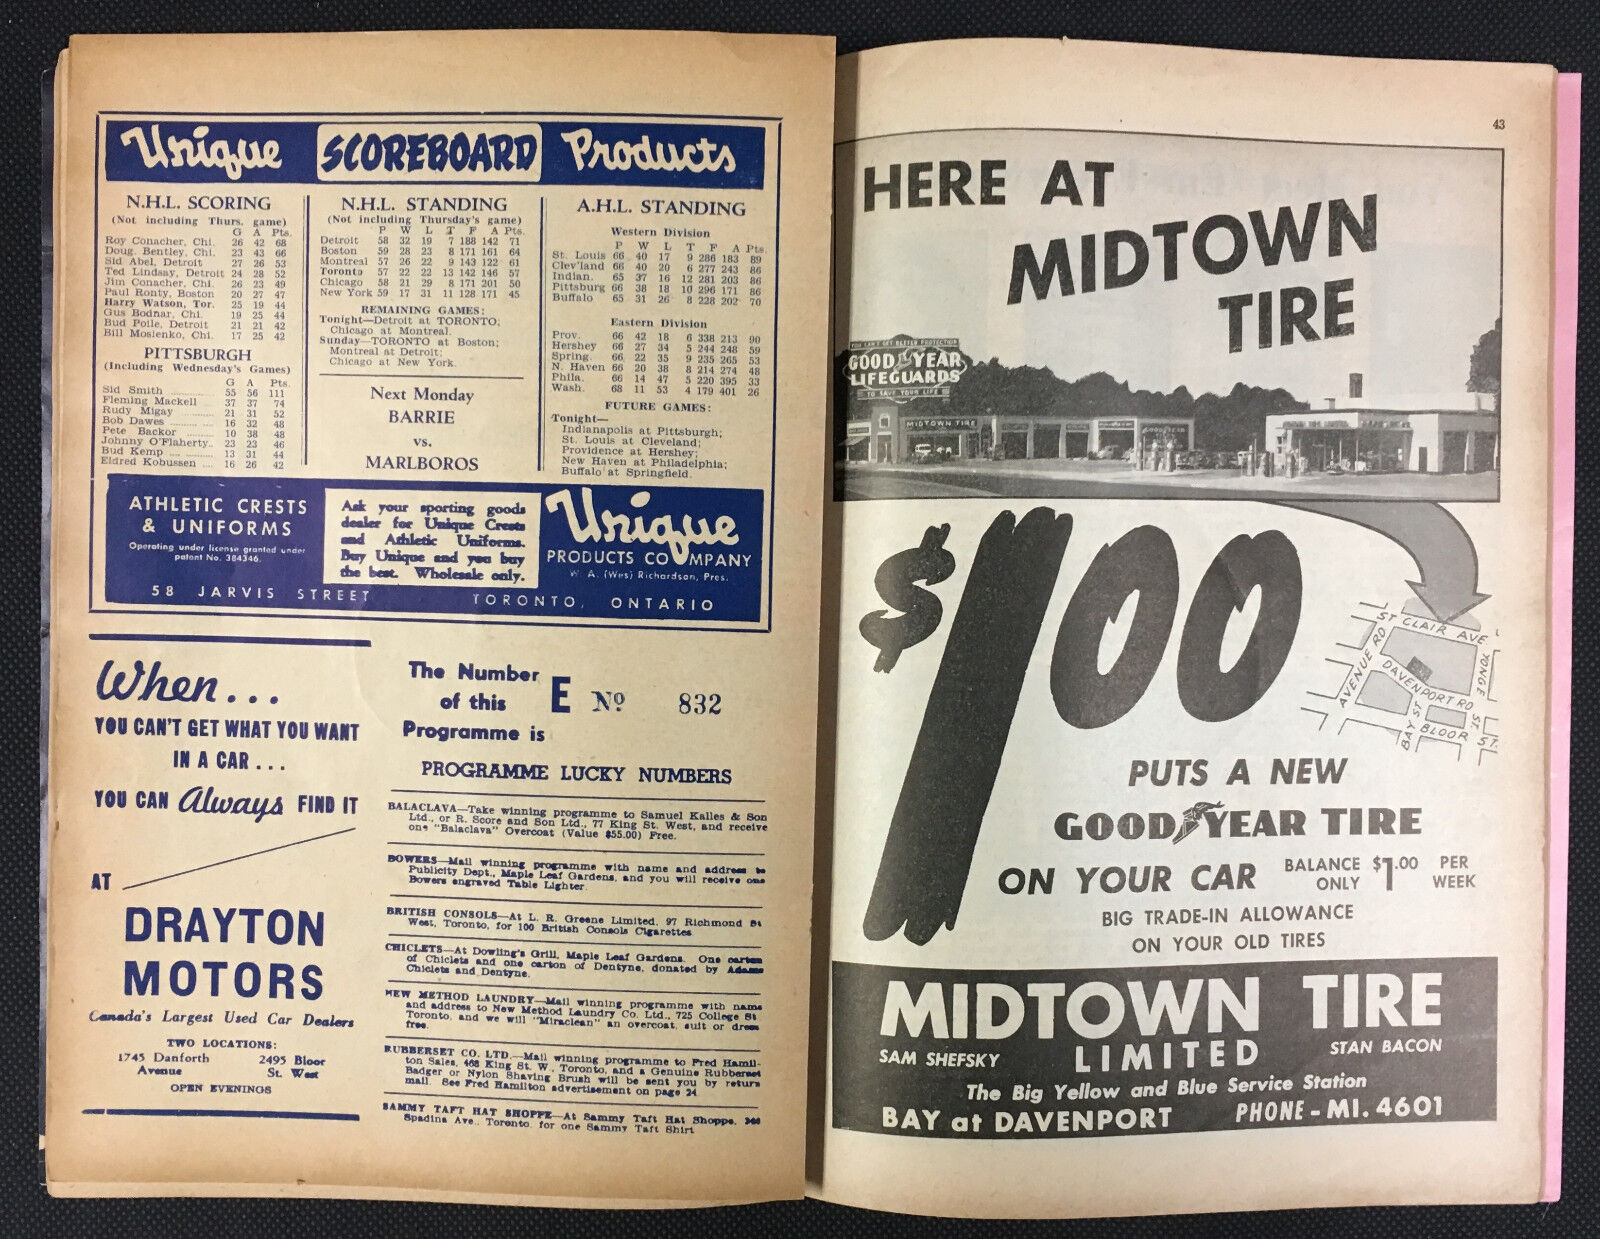 Unique SCOREBOARD Products
N.H.L. SCORING
(Not including Thurs. game)
G A Pts.
Roy Conacher, Chi. 26 42 68
Doug. Bentley, Chi. 23 43 66
Sid Abel, Detroit 27 26 53
Ted Lindsay, Detroit 24 28 52
Jim Conacher, Chi. 26 23 49
Paul Ronty, Boston 20 27 47
Harry Watson, Tor. 25 19 44
Gus Bodnar, Chi. 19 25 44
Bud Poile, Detroit 21 21 42
Bill Mosienko, Chi. 17 25 42
PITTSBURGH
(Including Wednesday's Games)
G A Pts.
Sid Smith 55 56 111
Fleming Mackell 37 37 74
Rudy Migay 21 31 52
Bob Dawes 16 32 48
Pete Backor 10 38 48
Johnny O'Flaherty 23 23 46
Bud Kemp 13 31 44
Eldred Kobussen 16 26 42
N.H.L. STANDING
(Not including Thursday's game)
P W L T F A Pts.
Detroit 58 32 19 7 188 142 71
Boston 59 28 23 8 171 161 64
Montreal 57 26 22 9 143 122 61
Toronto 57 22 22 13 142 146 57
Chicago 58 21 29 8 171 201 50
New York 59 17 31 11 128 171 45
REMAINING GAMES:
Tonight—Detroit at TORONTO;
Chicago at Montreal.
Sunday—TORONTO at Boston;
Montreal at Detroit;
Chicago at New York.
Next Monday
BARRIE
vs.
MARLBOROS
A.H.L. STANDING
Western Division
P W L T F A Pts.
St. Louis 66 40 17 9 286 183 89
Clev'land 66 40 20 6 277 243 86
Indian. 65 37 16 12 281 203 86
Pittsburg 66 38 18 10 296 171 86
Buffalo 65 31 26 8 228 202 70
Eastern Division
Prov. 66 42 18 6 338 213 90
Hershey 66 27 34 5 244 248 59
Spring. 66 22 35 9 235 265 53
N. Haven 66 20 38 8 214 274 48
Phila. 66 14 47 5 220 395 33
Wash. 68 11 53 4 179 401 26
FUTURE GAMES:
Tonight—
Indianapolis at Pittsburgh;
St. Louis at Cleveland;
Providence at Hershey;
New Haven at Philadelphia;
Buffalo at Springfield.
ATHLETIC CRESTS
& UNIFORMS
Operating under license granted under
patent No. 384346.
Ask your sporting goods
dealer for Unique Crests
and Athletic Uniforms.
Buy Unique and you buy
the best. Wholesale only.
Unique
PRODUCTS COMPANY
W. A. (Wes) Richardson, Pres.
58 JARVIS STREET TORONTO, ONTARIO
When...
YOU CAN'T GET WHAT YOU WANT
IN A CAR...
YOU CAN Always FIND IT
AT
DRAYTON
MOTORS
Canada's Largest Used Car Dealers
TWO LOCATIONS:
1745 Danforth 2495 Bloor
Avenue St. West
OPEN EVENINGS
The Number
of this
Programme is
E Nº 832
PROGRAMME LUCKY NUMBERS
BALACLAVA—Take winning programme to Samuel Kalles & Son
Ltd., or R. Score and Son Ltd., 77 King St. West, and receive
one "Balaclava" Overcoat (Value $55.00) Free.
BOWERS—Mail winning programme with name and address to
Publicity Dept., Maple Leaf Gardens, and you will receive one
Bowers engraved Table Lighter.
BRITISH CONSOLS—At L. R. Greene Limited, 97 Richmond St
West, Toronto, for 100 British Consols Cigarettes
CHICLETS—At Dowling's Grill, Maple Leaf Gardens. One carton
of Chiclets and one carton of Dentyne, donated by Adams
Chiclets and Dentyne.
NEW METHOD LAUNDRY—Mail winning programme with name
and address to New Method Laundry Co. Ltd., 725 College St
Toronto, and we will "Miraclean" an overcoat, suit or dress
free.
RUBBERSET CO. LTD.—Mail winning programme to Fred Hamil-
ton Sales, 468 King St. W., Toronto, and a Genuine Rubberset
Badger or Nylon Shaving Brush will be sent you by return
mail. See Fred Hamilton advertisement on page 24
SAMMY TAFT HAT SHOPPE—At Sammy Taft Hat Shoppe,
Spadina Ave., Toronto, for one Sammy Taft Shirt
43
HERE AT
MIDTOWN
TIRE
YOU CAN'T GET BETTER PROTECTION
GOODYEAR
LIFEGUARDS
TO SAVE YOUR LIFE
MIDTOWN TIRE
GOODYEAR
$1.00
ST CLAIR AVE
AVENUE RD
YONGE ST.
DAVENPORT RD
BAY ST
BLOOR ST.
PUTS A NEW
GOODYEAR TIRE
ON YOUR CAR BALANCE ONLY $1.00 PER WEEK
BIG TRADE-IN ALLOWANCE
ON YOUR OLD TIRES
MIDTOWN TIRE
SAM SHEFSKY LIMITED STAN BACON
The Big Yellow and Blue Service Station
BAY at DAVENPORT PHONE - MI. 4601